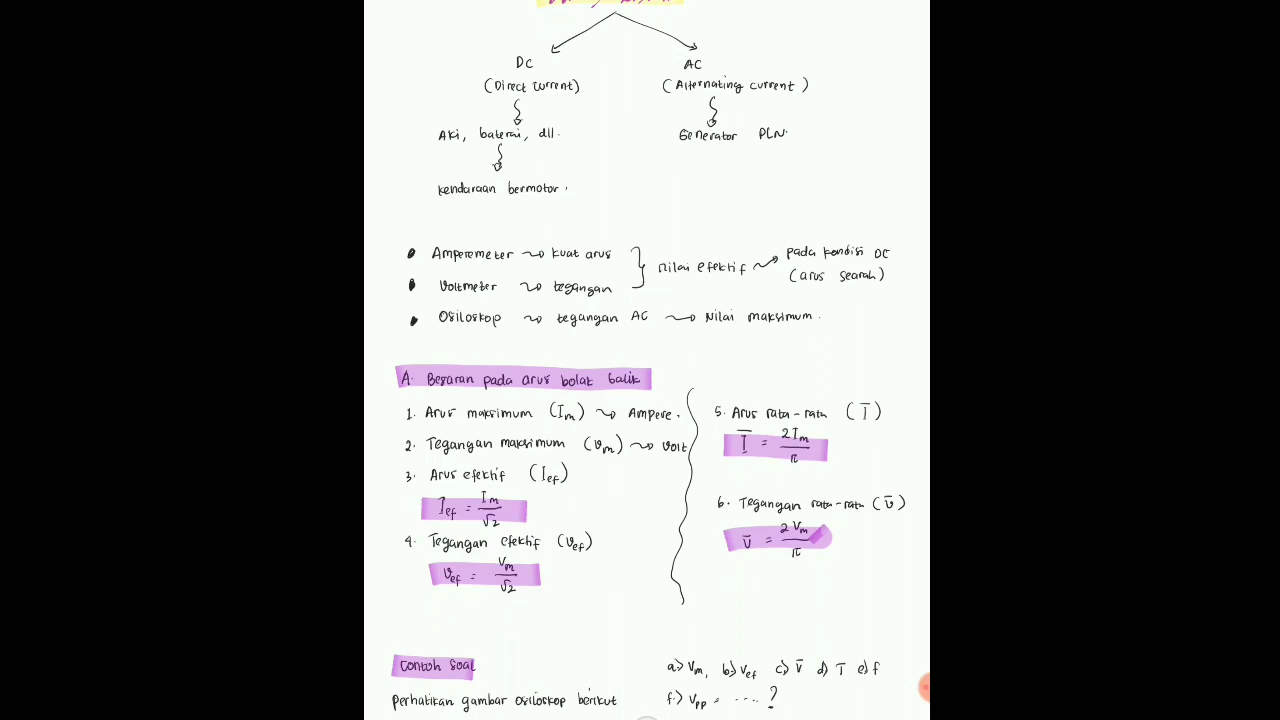 DC
(Direct current)
Aki, baterai, dll.
kendaraan bermotor.
AC
(Alternating current)
Generator PLN.
Amperemeter → kuat arus
Voltmeter → tegangan
} Nilai efektif → pada kondisi DC
(arus searah)
Osiloskop → tegangan AC → Nilai maksimum.
A. Besaran pada arus bolak balik
1. Arus maksimum (Im) → Ampere.
2. Tegangan maksimum (Vm) → Volt
3. Arus efektif (Ief)
Ief = Im/√2
4. Tegangan efektif (Vef)
Vef = Vm/√2
5. Arus rata-rata (Ī)
Ī = 2Im/π
6. Tegangan rata-rata (V̄)
V̄ = 2Vm/π
Contoh Soal
perhatikan gambar osiloskop berikut
a.) Vm, b.) Vef c.) V̄ d.) T e.) f
f.) Vpp = .... ?